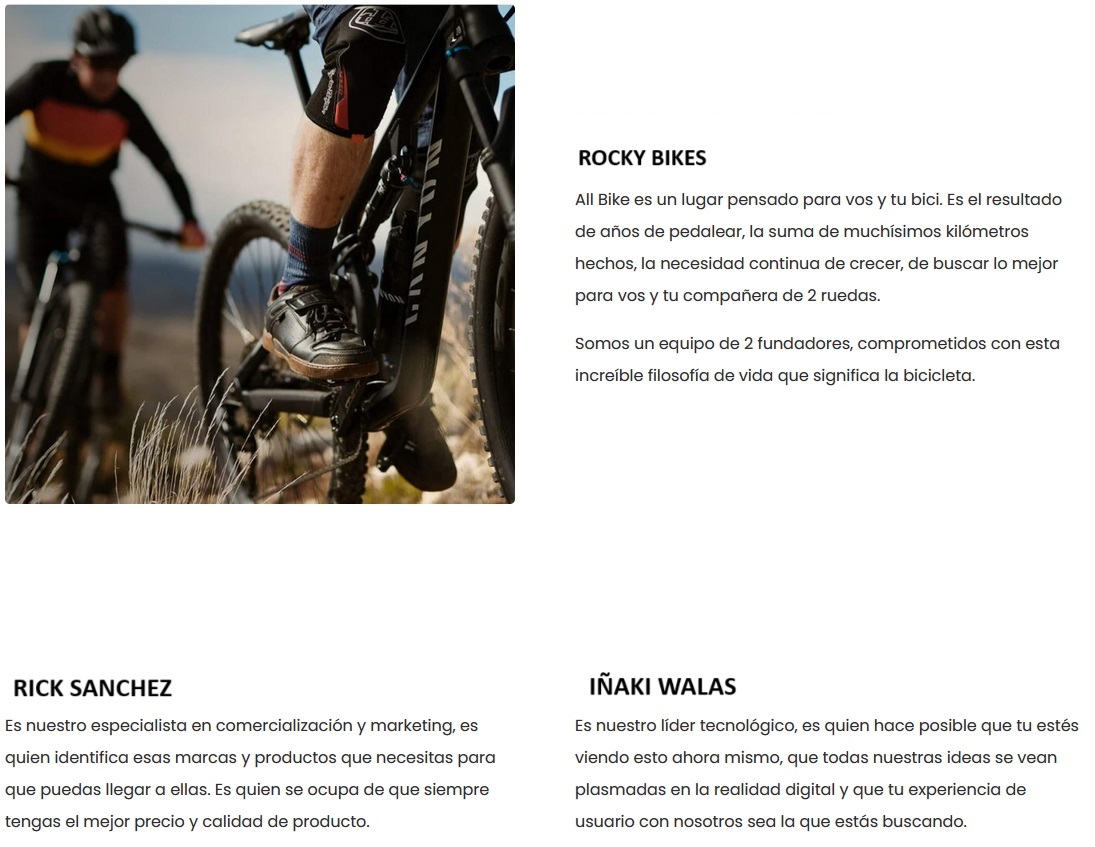 CANYON
ROCKY BIKES
All Bike es un lugar pensado para vos y tu bici. Es el resultado
de años de pedalear, la suma de muchísimos kilómetros
hechos, la necesidad continua de crecer, de buscar lo mejor
para vos y tu compañera de 2 ruedas.
Somos un equipo de 2 fundadores, comprometidos con esta
increíble filosofía de vida que significa la bicicleta.
RICK SANCHEZ
Es nuestro especialista en comercialización y marketing, es
quien identifica esas marcas y productos que necesitas para
que puedas llegar a ellas. Es quien se ocupa de que siempre
tengas el mejor precio y calidad de producto.
IÑAKI WALAS
Es nuestro líder tecnológico, es quien hace posible que tu estés
viendo esto ahora mismo, que todas nuestras ideas se vean
plasmadas en la realidad digital y que tu experiencia de
usuario con nosotros sea la que estás buscando.